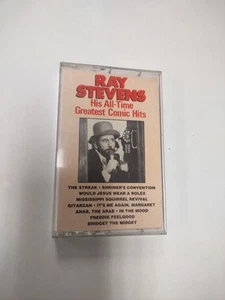 RAY
STEVENS
His All-Time
Greatest Comic Hits
THE STREAK • SHRINER'S CONVENTION
WOULD JESUS WEAR A ROLEX
MISSISSIPPI SQUIRREL REVIVAL
GITARZAN • IT'S ME AGAIN, MARGARET
AHAB, THE ARAB • IN THE MOOD
FREDDIE FEELGOOD
BRIDGET THE MIDGET